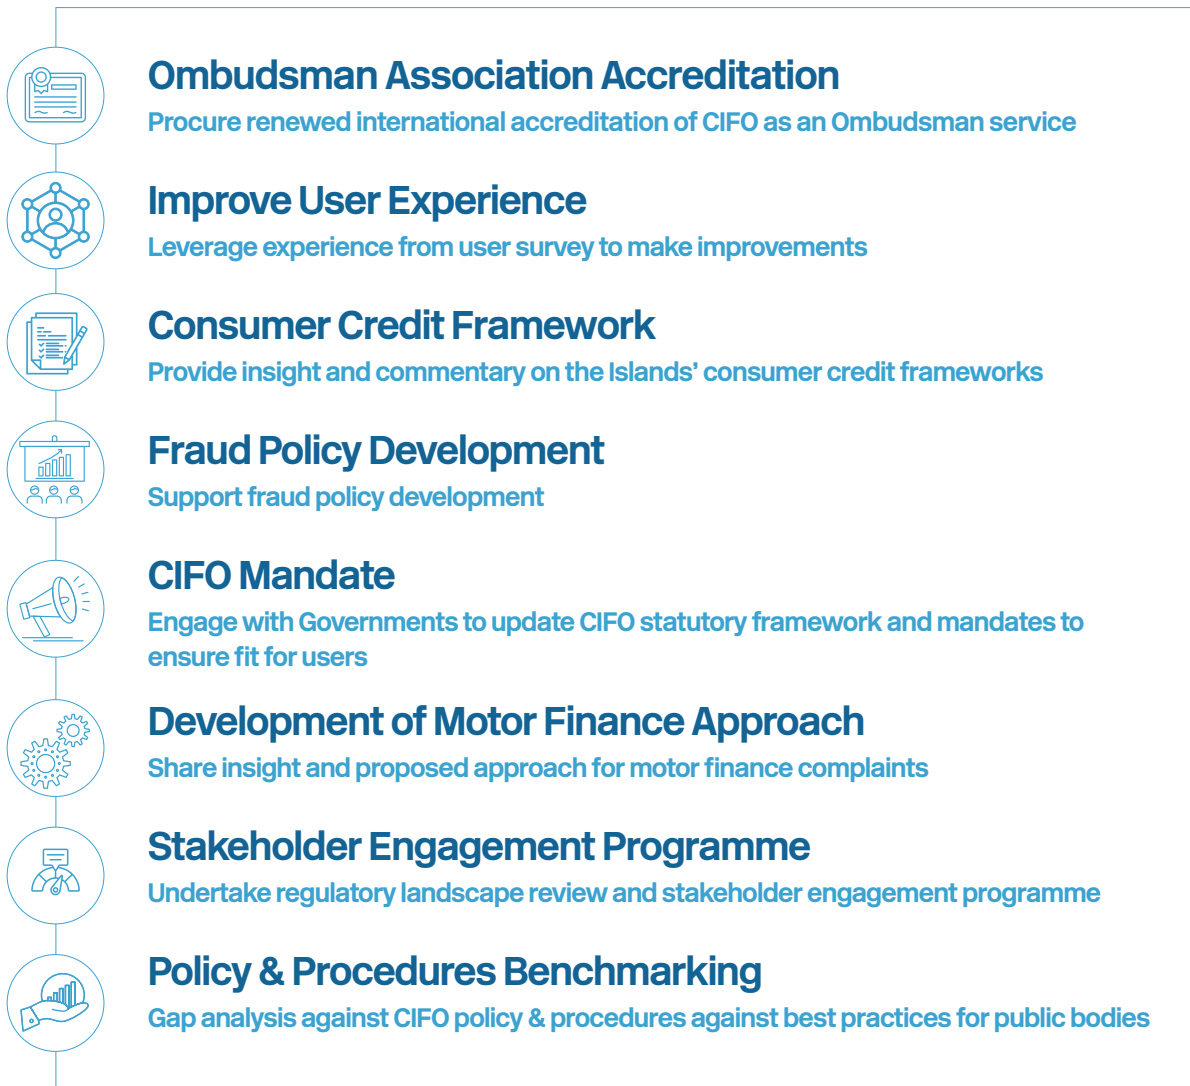 Ombudsman Association Accreditation
Procure renewed international accreditation of CIFO as an Ombudsman service
Improve User Experience
Leverage experience from user survey to make improvements
Consumer Credit Framework
Provide insight and commentary on the Islands’ consumer credit frameworks
Fraud Policy Development
Support fraud policy development
CIFO Mandate
Engage with Governments to update CIFO statutory framework and mandates to
ensure fit for users
Development of Motor Finance Approach
Share insight and proposed approach for motor finance complaints
Stakeholder Engagement Programme
Undertake regulatory landscape review and stakeholder engagement programme
Policy & Procedures Benchmarking
Gap analysis against CIFO policy & procedures against best practices for public bodies